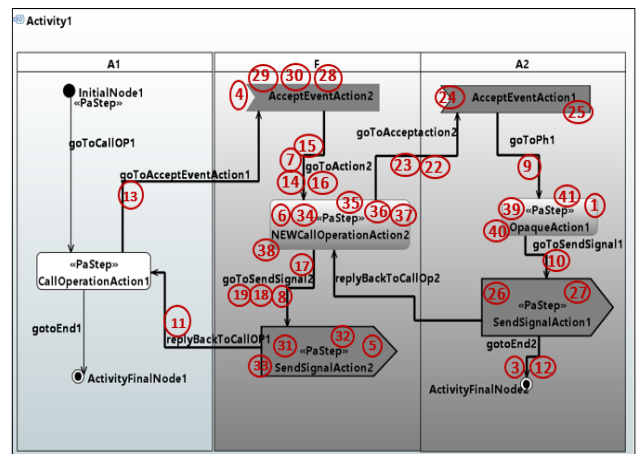 Activity1
A1 F A2
29 30 28
4 24 25
InitialNode1
«PaStep»
AcceptEventAction2
AcceptEventAction1
goToCallOP1
goToAcceptaction2
goToPh1
15
7 goToAction2
23 22
9
goToAcceptEventAction1
14 16
13
35 41
6 34 «PaStep» 36 37
39 «PaStep» 1
NEWCallOperationAction2
40 OpaqueAction1
38
goToSendSignal1
«PaStep»
CallOperationAction1
17
goToSendSignal2
replyBackToCallOp2
10
19 18 8
26 27
«PaStep»
11
replyBackToCallOP1
SendSignalAction1
gotoEnd1
32
31 «PaStep» 5
gotoEnd2
33 SendSignalAction2
3 12
ActivityFinalNode1
ActivityFinalNode2